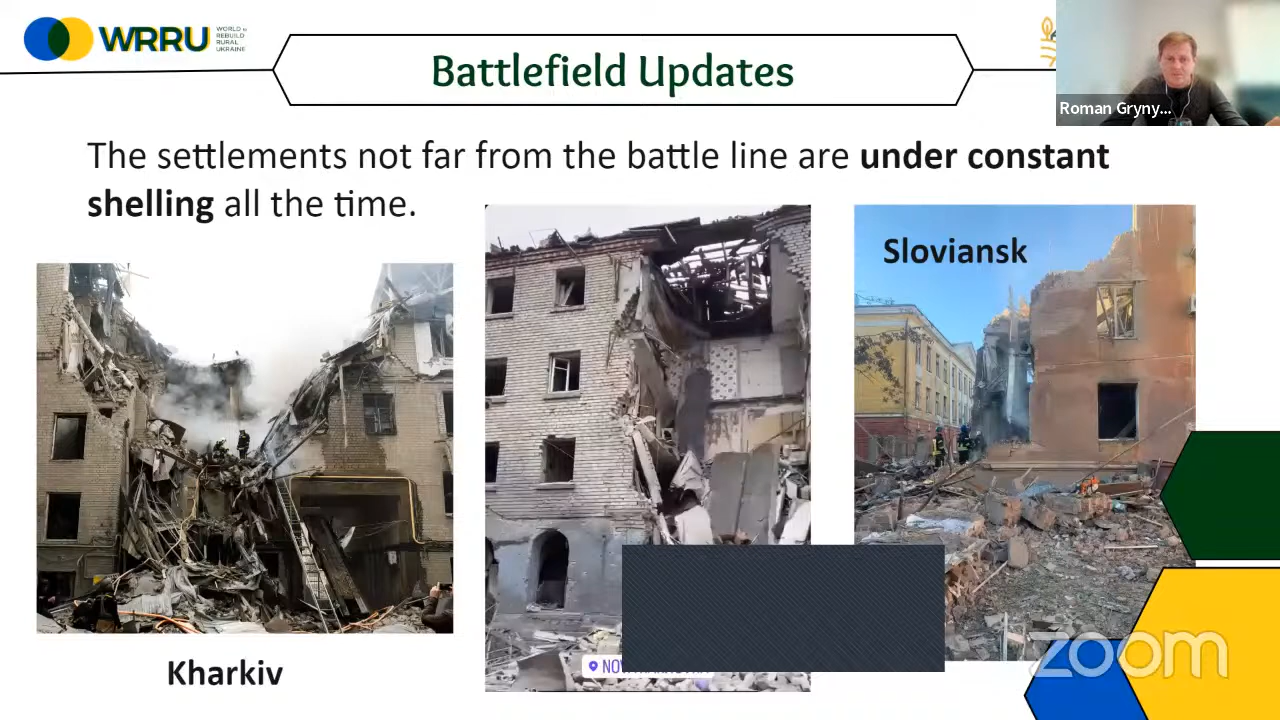 WRRU
WORLD to
REBUILD
RURAL
UKRAINE
Battlefield Updates
Roman Gryny...
The settlements not far from the battle line are under constant
shelling all the time.
Sloviansk
Kharkiv
zoom